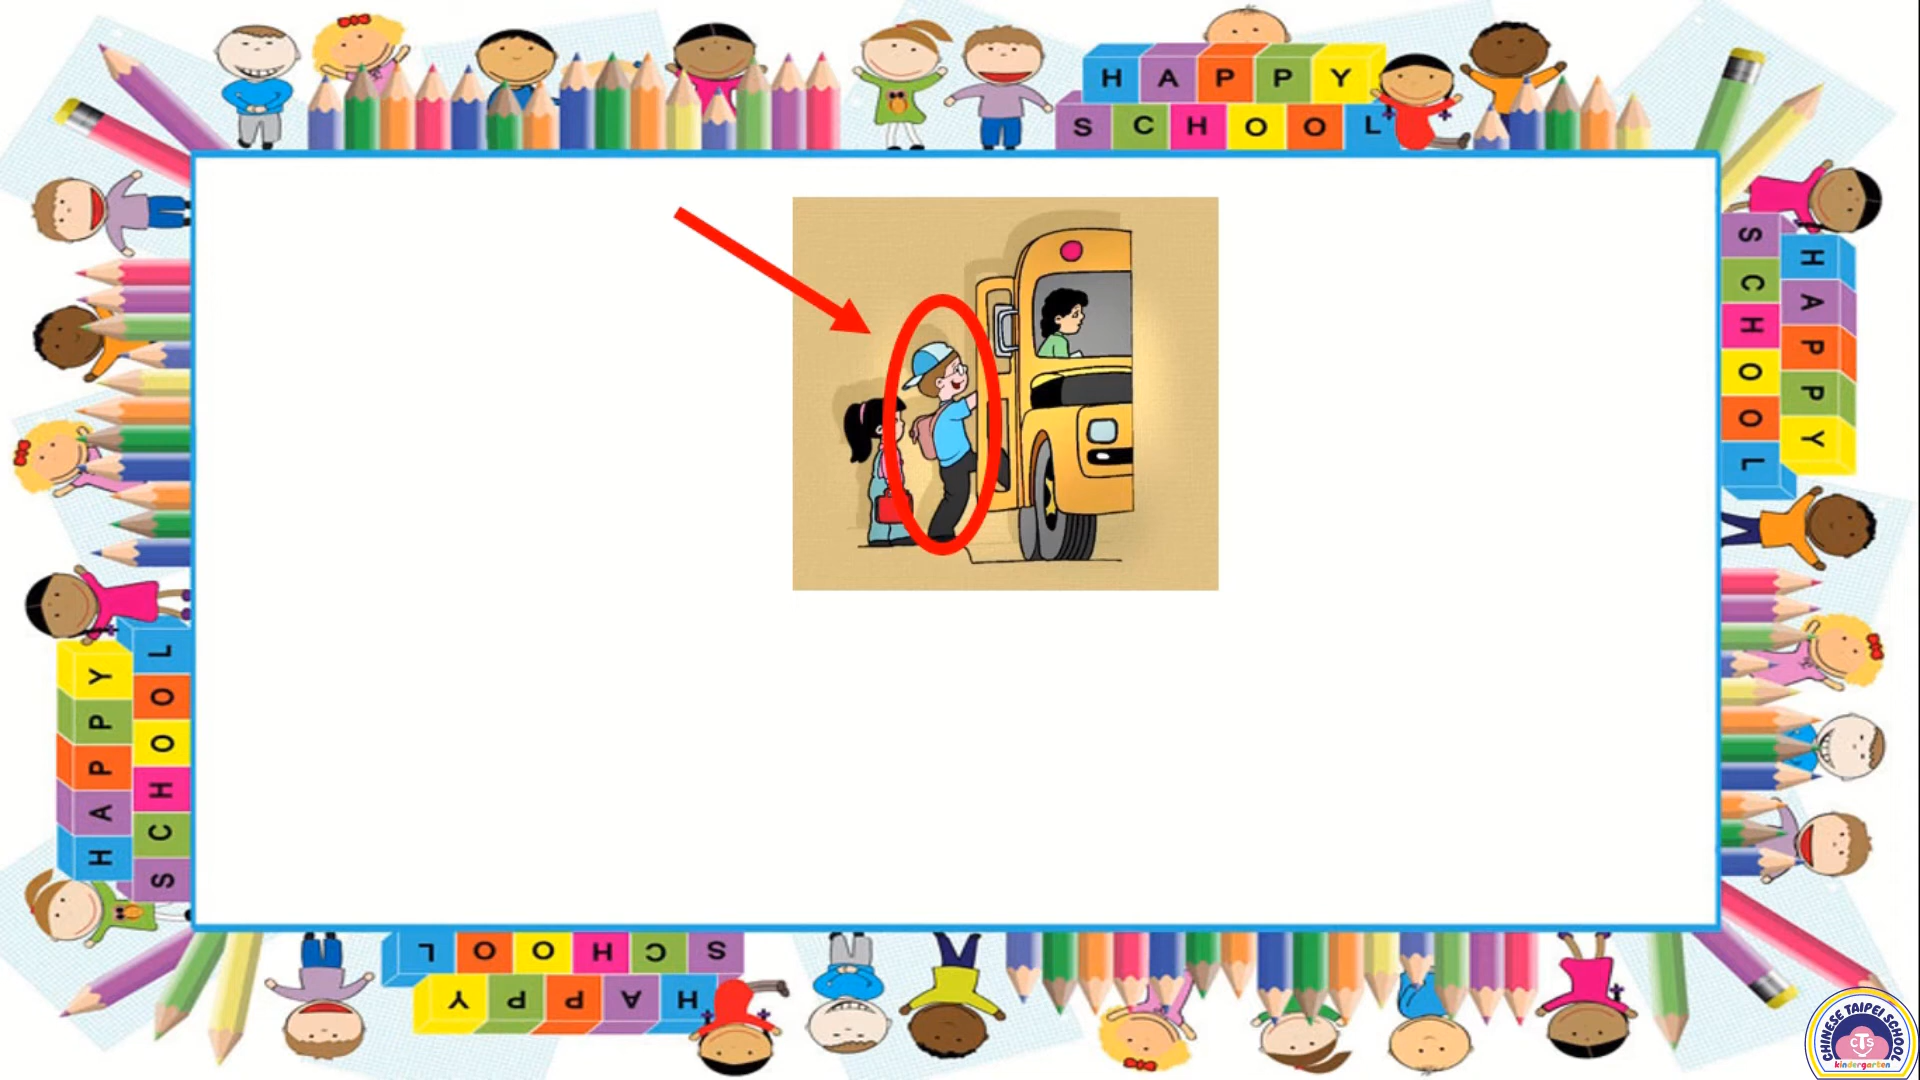 HAPPY
SCHOOL
HAPPY
SCHOOL
SCHOOL
HAPPY
SCHOOL
HAPPY
CHINESE TAIPEI SCHOOL
CTS
kindergarten